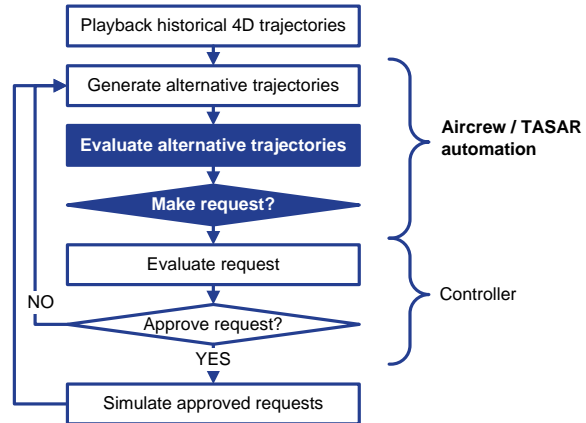 Playback historical 4D trajectories
Generate alternative trajectories
Evaluate alternative trajectories
Aircrew / TASAR
automation
Make request?
Evaluate request
NO
Controller
Approve request?
YES
Simulate approved requests